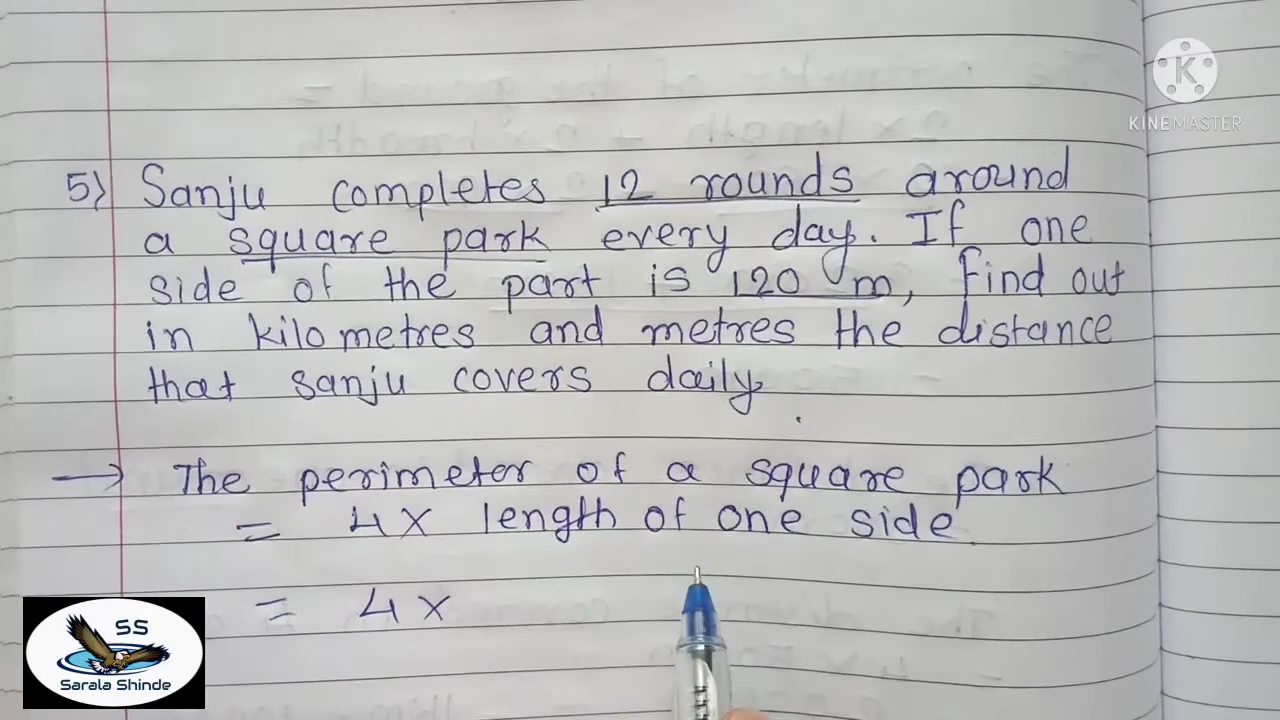 5) Sanju completes 12 rounds around
a square park every day. If one
side of the part is 120 m, find out
in kilometres and metres the distance
that sanju covers daily.
→ The perimeter of a square park
= 4x length of one side
= 4x
K
KINEMASTER
SS
Sarala Shinde